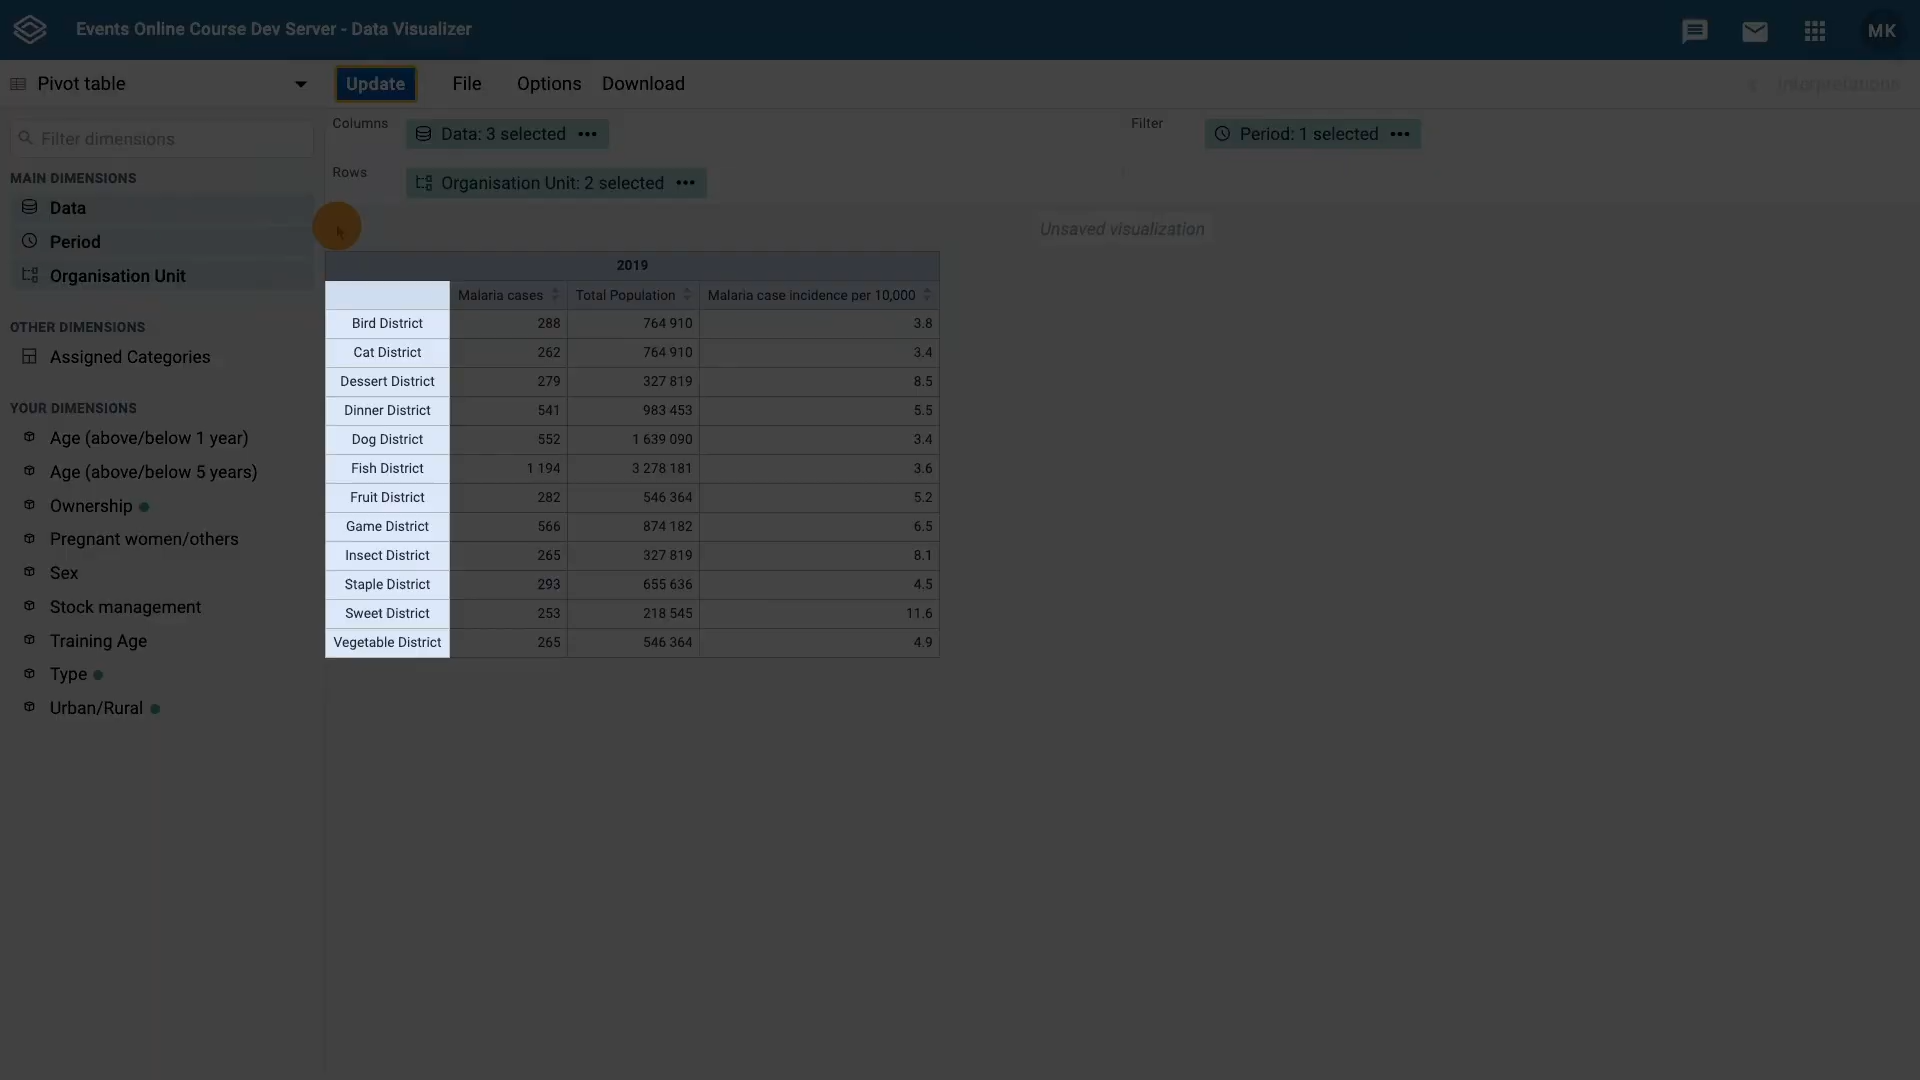 Events Online Course Dev Server - Data Visualizer
MK
Pivot table
Update
File
Options
Download
Interpretations
Filter dimensions
Columns
Data: 3 selected
Filter
Period: 1 selected
Rows
Organisation Unit: 2 selected
MAIN DIMENSIONS
Data
Period
Organisation Unit
OTHER DIMENSIONS
Assigned Categories
YOUR DIMENSIONS
Age (above/below 1 year)
Age (above/below 5 years)
Ownership
Pregnant women/others
Sex
Stock management
Training Age
Type
Urban/Rural
Unsaved visualization
2019
Malaria cases Total Population Malaria case incidence per 10,000
Bird District 288 764 910 3.8
Cat District 262 764 910 3.4
Dessert District 279 327 819 8.5
Dinner District 541 983 453 5.5
Dog District 552 1 639 090 3.4
Fish District 1 194 3 278 181 3.6
Fruit District 282 546 364 5.2
Game District 566 874 182 6.5
Insect District 265 327 819 8.1
Staple District 293 655 636 4.5
Sweet District 253 218 545 11.6
Vegetable District 265 546 364 4.9